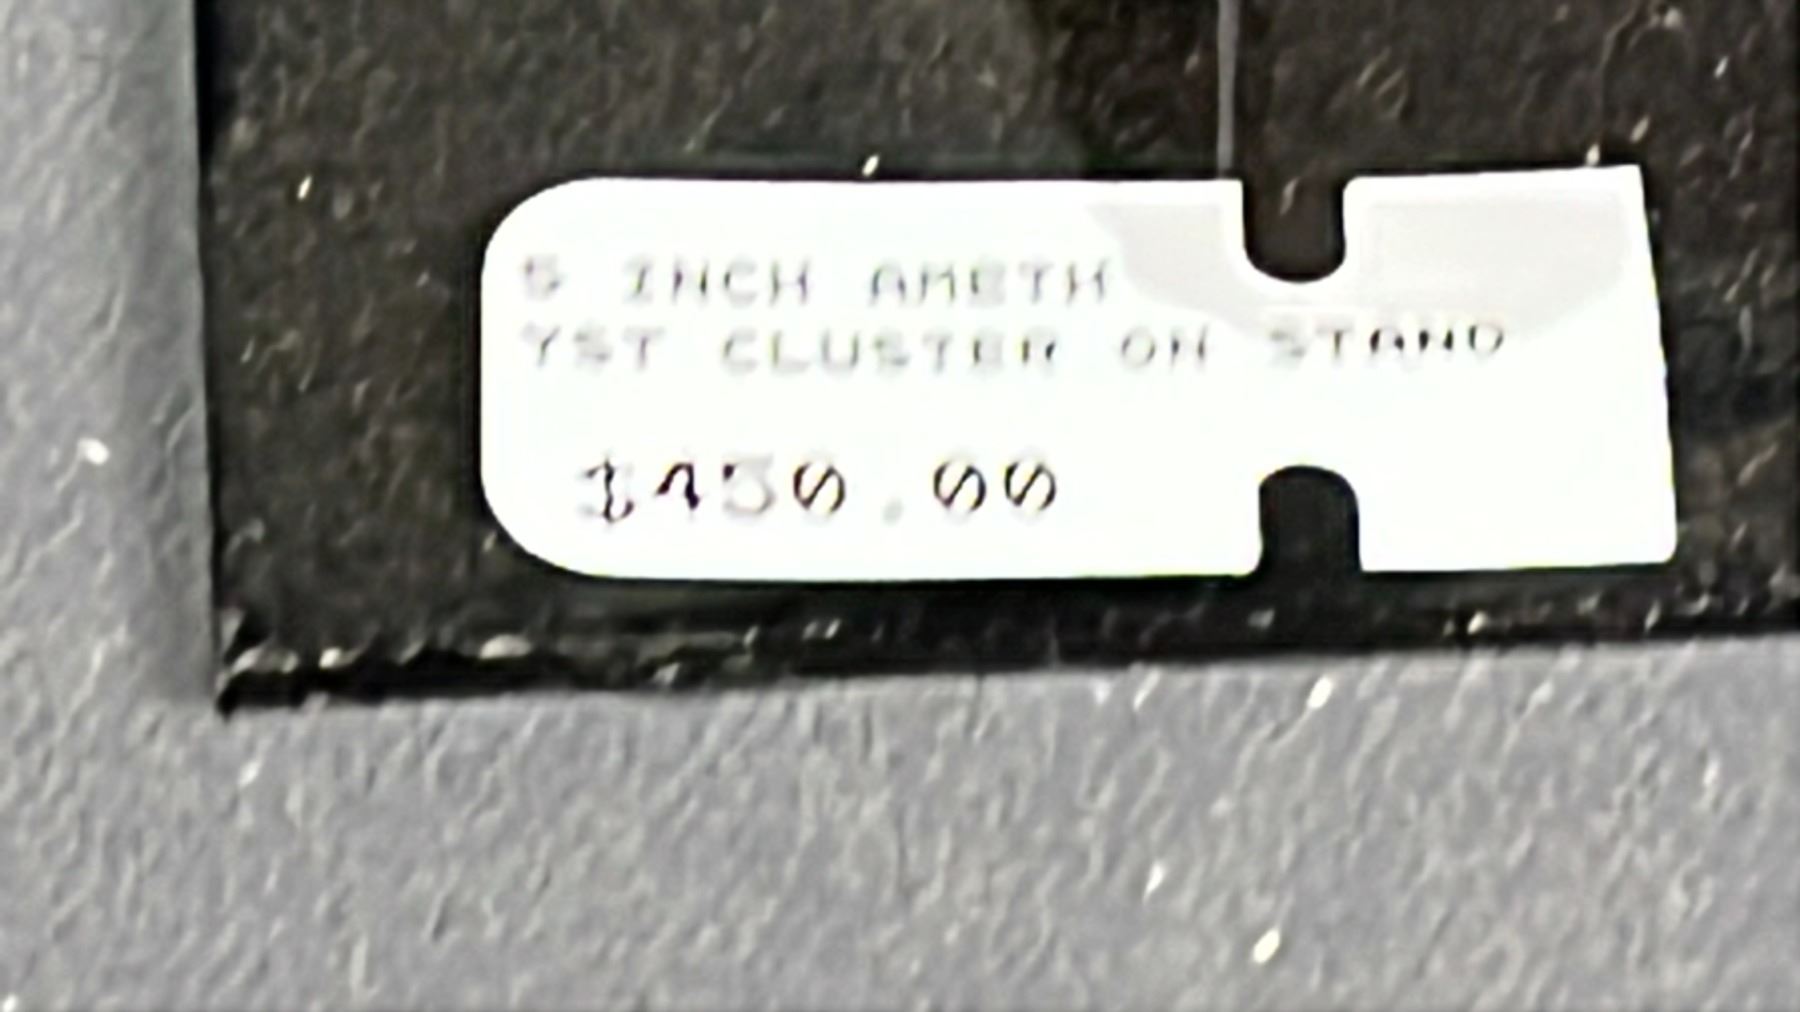 5 INCH AMETH
YST CLUSTER ON STAND
$450.00